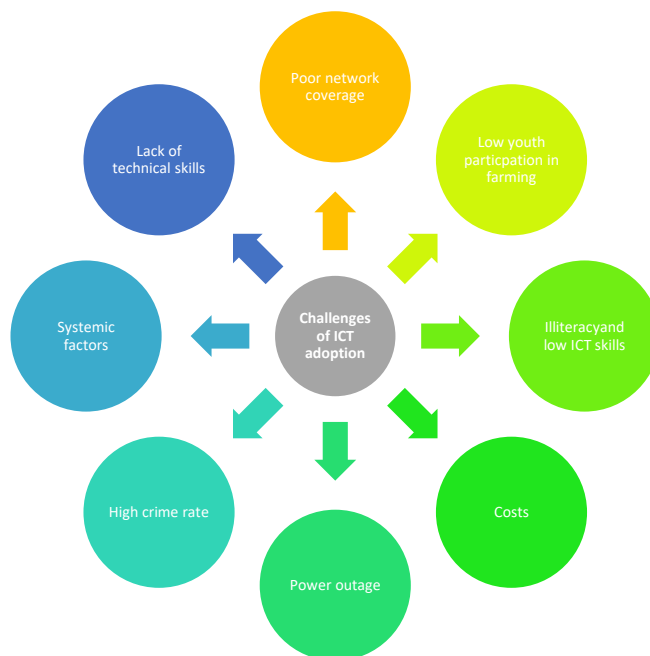 Poor network
coverage
Low youth
particpation in
farming
Illiteracyand
low ICT skills
Costs
Power outage
High crime rate
Systemic
factors
Lack of
technical skills
Challenges
of ICT
adoption